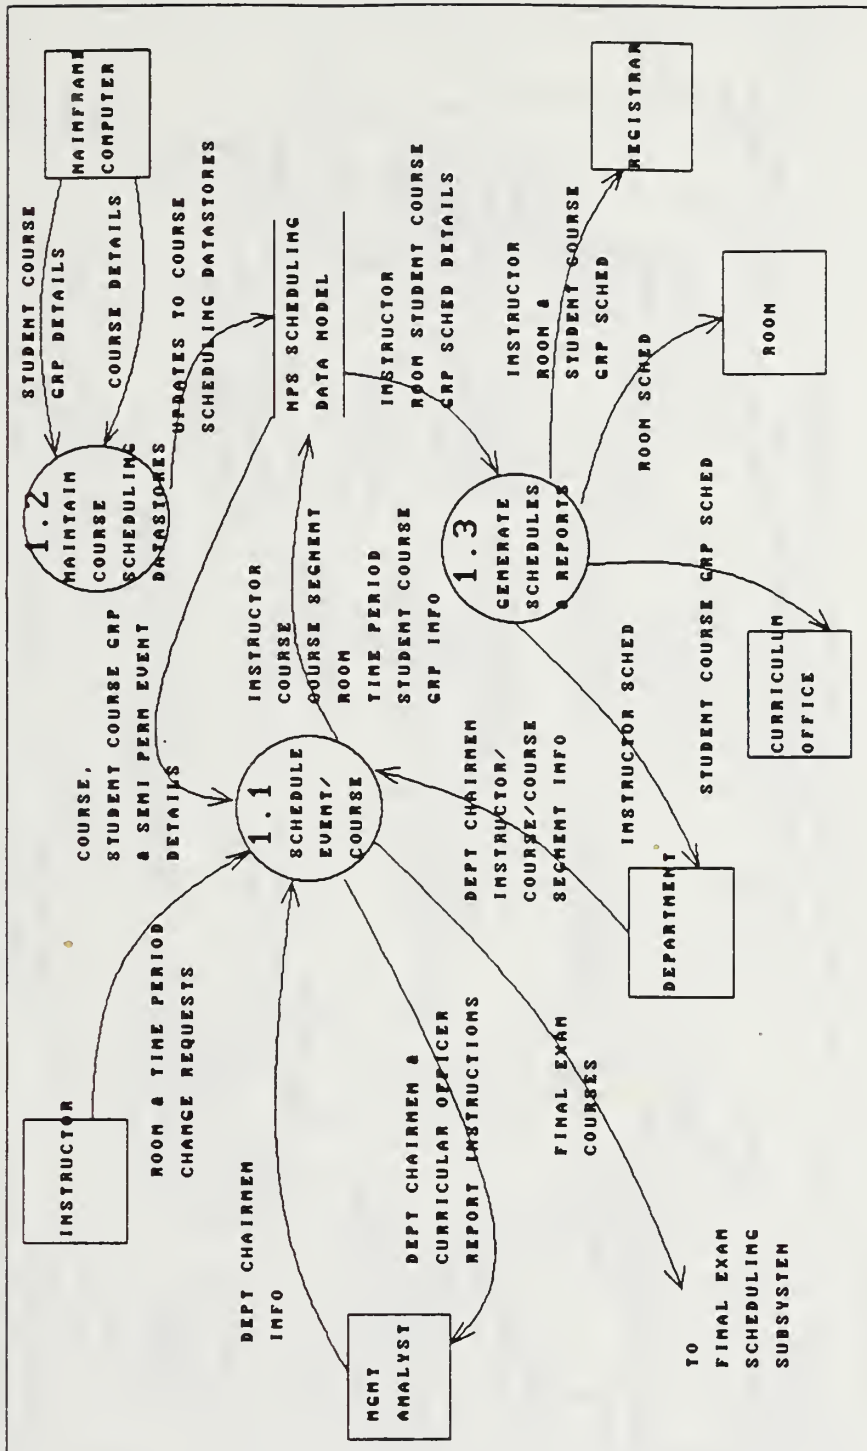 INSTRUCTOR
ROOM & TIME PERIOD
CHANGE REQUESTS
COURSE,
STUDENT COURSE GRP
& SEMI PERM EVENT
DETAILS
1.2
MAINTAIN
COURSE
SCHEDULING
DATASTORES
STUDENT COURSE
GRP DETAILS
COURSE DETAILS
MAINFRAME
COMPUTER
UPDATES TO COURSE
SCHEDULING DATASTORES
DEPT CHAIRMEN
INFO
1.1
SCHEDULE
EVENT/
COURSE
INSTRUCTOR
COURSE
COURSE SEGMENT
ROOM
TIME PERIOD
STUDENT COURSE
GRP INFO
NPS SCHEDULING
DATA MODEL
MGMT
ANALYST
DEPT CHAIRMEN &
CURRICULAR OFFICER
REPORT INSTRUCTIONS
DEPT CHAIRMEN
INSTRUCTOR/
COURSE/COURSE
SEGMENT INFO
1.3
GENERATE
SCHEDULES
& REPORTS
INSTRUCTOR
ROOM STUDENT COURSE
GRP SCHED DETAILS
INSTRUCTOR
ROOM &
STUDENT COURSE
GRP SCHED
REGISTRAR
FINAL EXAM
COURSES
DEPARTMENT
INSTRUCTOR SCHED
ROOM SCHED
TO
FINAL EXAM
SCHEDULING
SUBSYSTEM
STUDENT COURSE GRP SCHED
CURRICULUM
OFFICE
ROOM